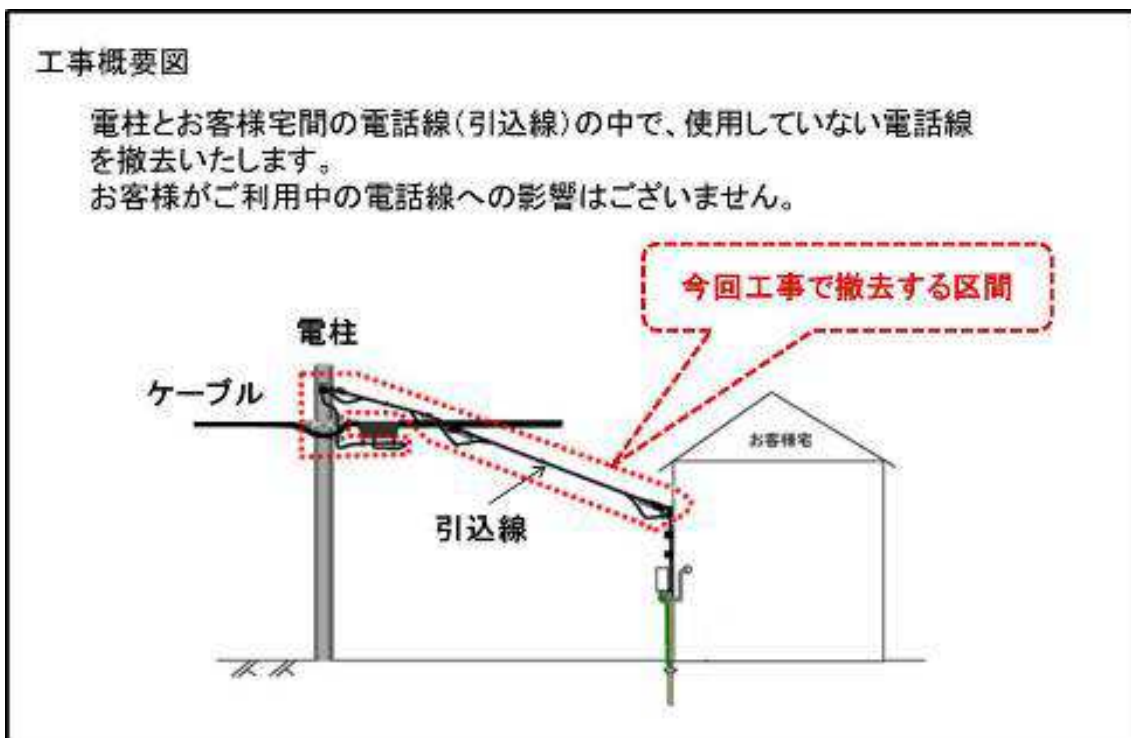 工事概要図
電柱とお客様宅間の電話線(引込線)の中で、使用していない電話線
を撤去いたします。
お客様がご利用中の電話線への影響はございません。
今回工事で撤去する区間
電柱
ケーブル
お客様宅
引込線